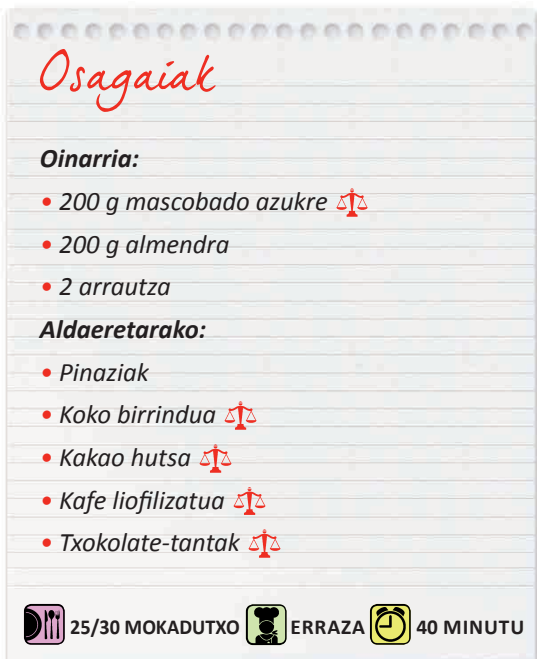 Osagaiak
Oinarria:
• 200 g mascobado azukre
• 200 g almendra
• 2 arrautza
Aldaeretarako:
• Pinaziak
• Koko birrindua
• Kakao hutsa
• Kafe liofilizatua
• Txokolate-tantak
25/30 MOKADUTXO ERRAZA 40 MINUTU